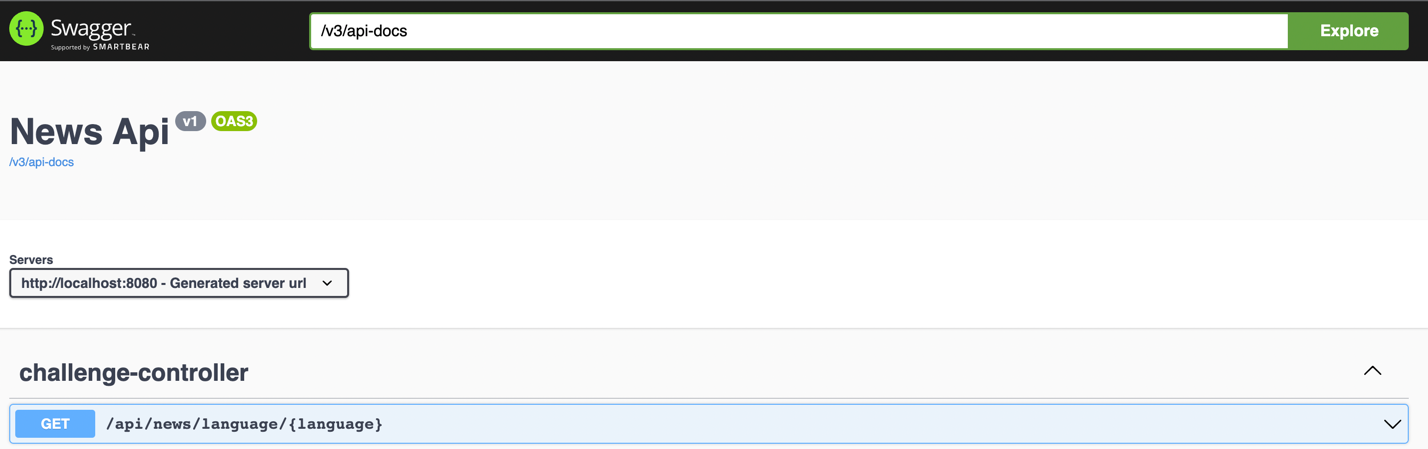 {··} Swagger
Supported by SMARTBEAR
/v3/api-docs
Explore
News Api v1 OAS3
/v3/api-docs
Servers
http://localhost:8080 - Generated server url
challenge-controller
GET /api/news/language/{language}